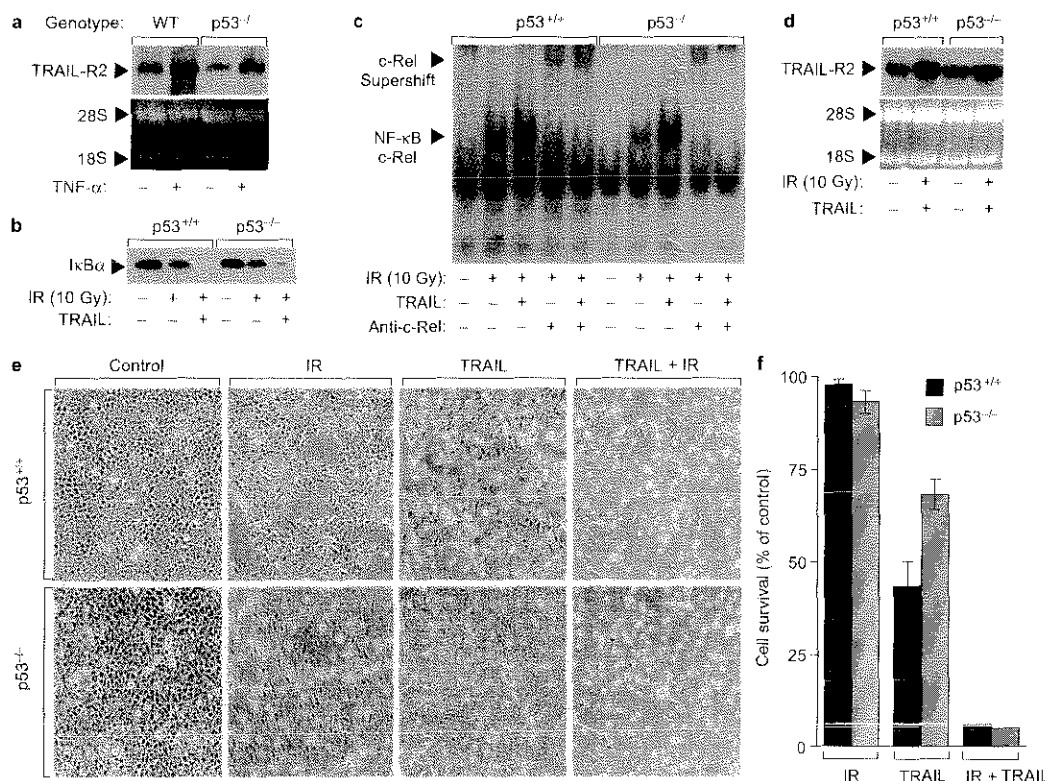 a
Genotype: WT p53-/-
TRAIL-R2
28S
18S
TNF-α: – + – +
b
p53+/+ p53-/-
IκBα
IR (10 Gy): – + + – + +
TRAIL: – – + – – +
c
p53+/+ p53-/
c-Rel
Supershift
NF-κB
c-Rel
IR (10 Gy): – + + + + – + + + +
TRAIL: – – + – + – – + – +
Anti-c-Rel: – – – + + – – – + +
d
p53+/+ p53-/-
TRAIL-R2
28S
18S
IR (10 Gy) – + – +
TRAIL: – + – +
e
Control IR TRAIL TRAIL + IR
p53+/+
p53-/-
f
100
75
50
25
0
Cell survival (% of control)
p53+/+
p53-/-
IR TRAIL IR + TRAIL